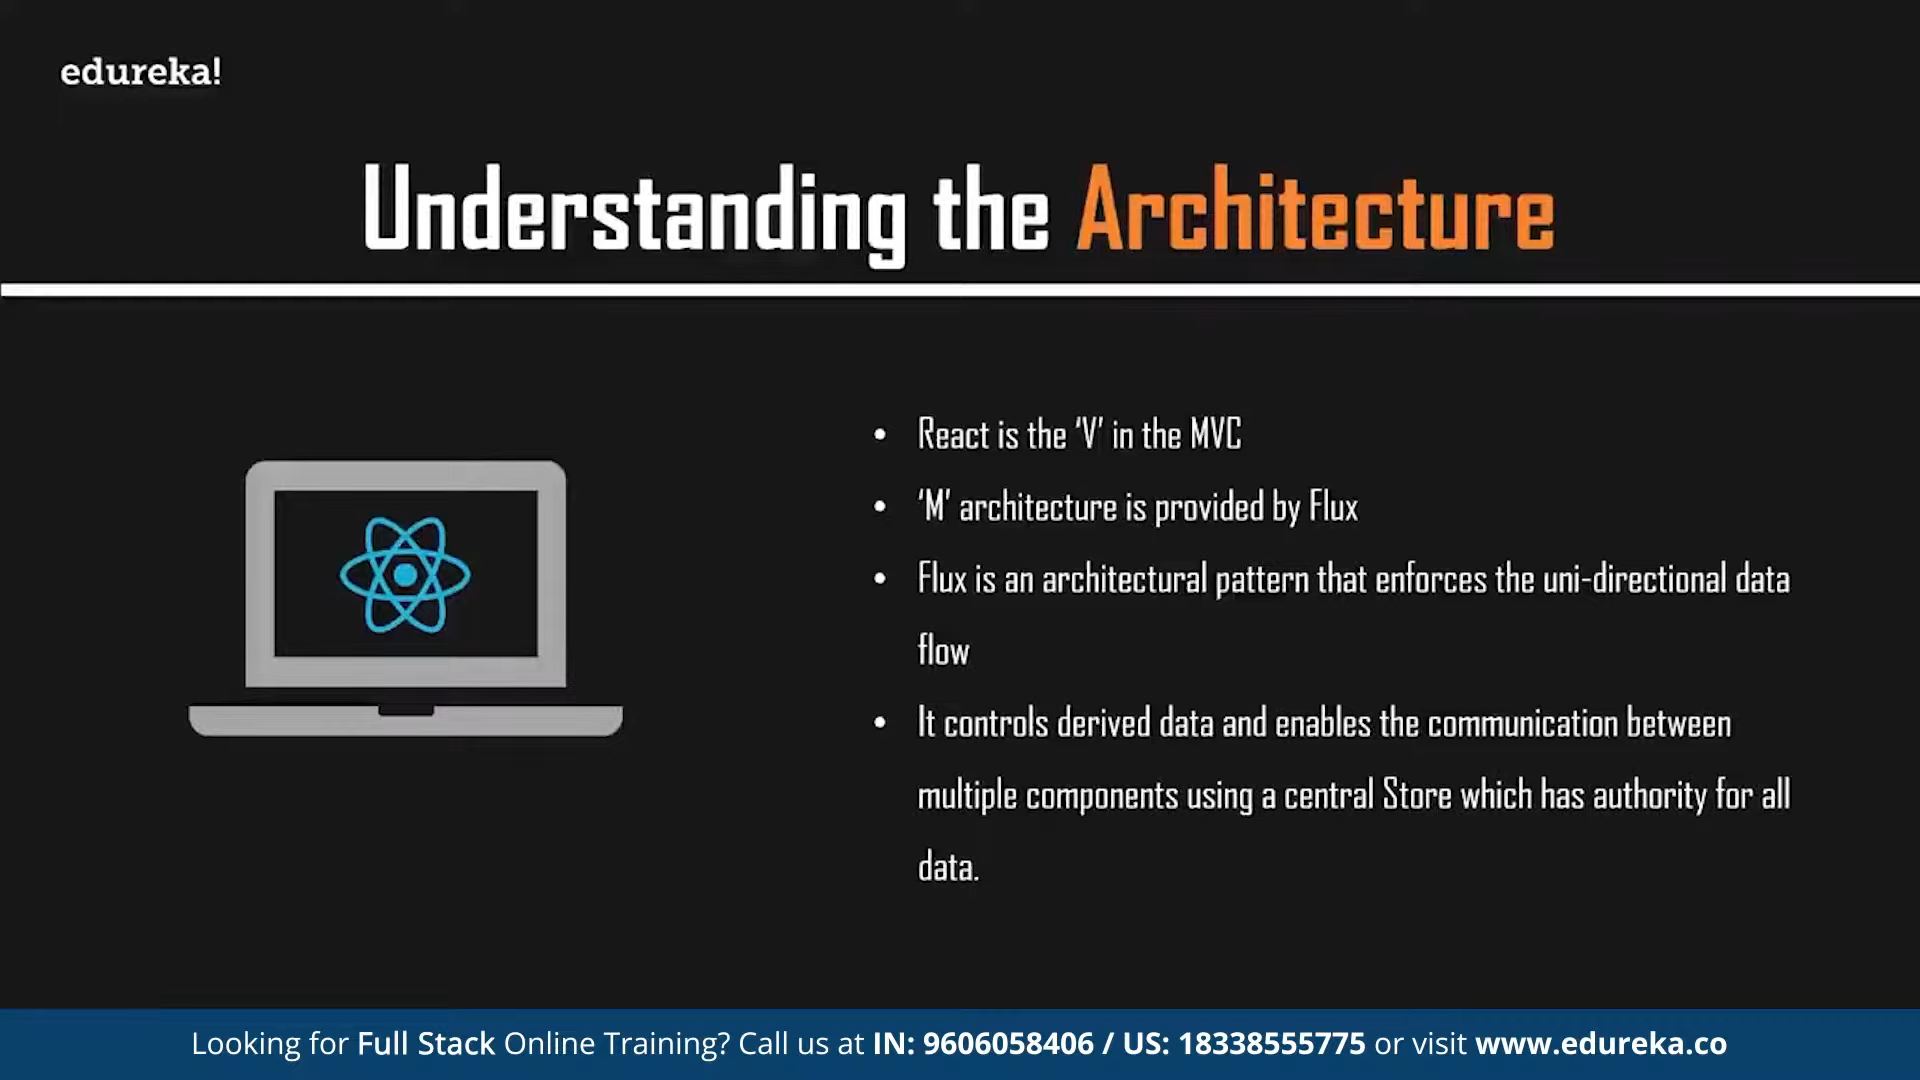 edureka!
Understanding the Architecture
• React is the ‘V’ in the MVC
• ‘M’ architecture is provided by Flux
• Flux is an architectural pattern that enforces the uni-directional data
flow
• It controls derived data and enables the communication between
multiple components using a central Store which has authority for all
data.
Looking for Full Stack Online Training? Call us at IN: 9606058406 / US: 18338555775 or visit www.edureka.co